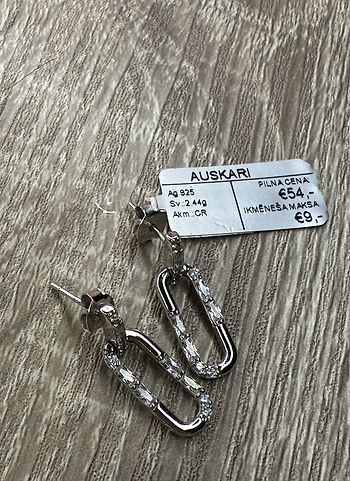 AUSKARI
Ag 925
Sv.:2.44g
Akm.:CR
PILNA CENA
€54,-
IKMĒNEŠA MAKSA
€9,-